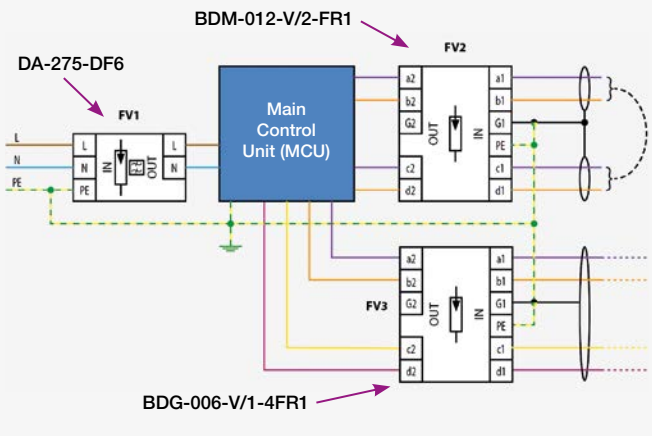 BDM-012-V/2-FR1
DA-275-DF6
FV1
FV2
L
N
PE
L
N
PE
IN
OUT
L
N
Main
Control
Unit (MCU)
a2
b2
G2
c2
d2
OUT
IN
a1
b1
G1
PE
c1
d1
FV3
a2
b2
G2
c2
d2
OUT
IN
a1
b1
G1
PE
c1
d1
BDG-006-V/1-4FR1